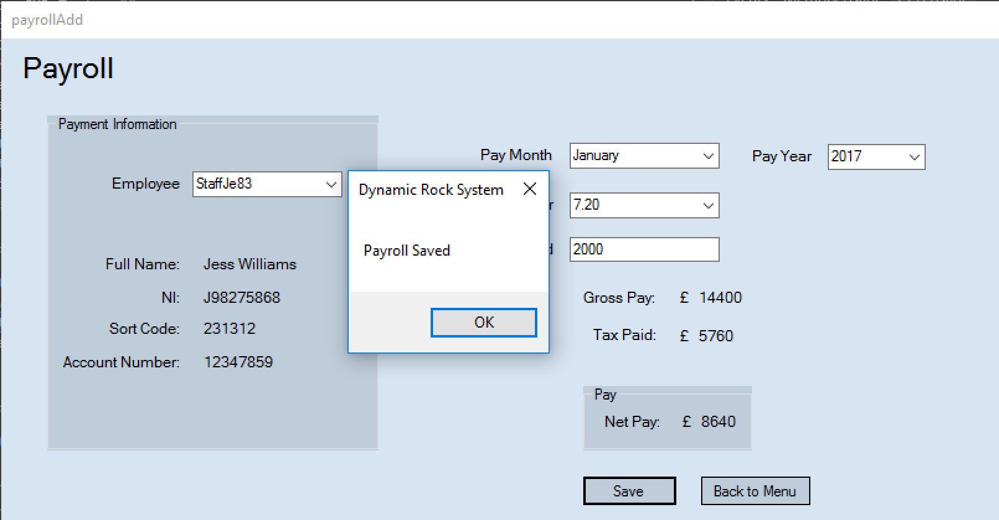 payrollAdd
Payroll
Payment Information
Employee StaffJe83
Full Name: Jess Williams
NI: J98275868
Sort Code: 231312
Account Number: 12347859
Pay Month January Pay Year 2017
7.20
2000
Dynamic Rock System
Payroll Saved
OK
Gross Pay: £ 14400
Tax Paid: £ 5760
Pay
Net Pay: £ 8640
Save Back to Menu